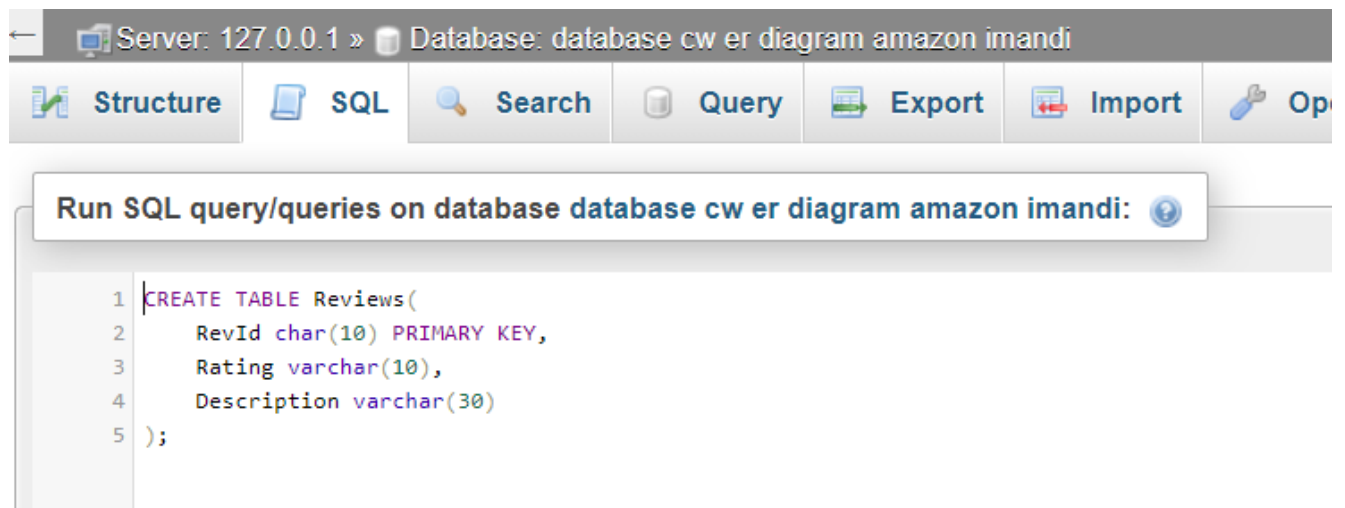 ← Server: 127.0.0.1 » Database: database cw er diagram amazon imandi
Structure SQL Search Query Export Import
Run SQL query/queries on database database cw er diagram amazon imandi:
1 CREATE TABLE Reviews(
2 RevId char(10) PRIMARY KEY,
3 Rating varchar(10),
4 Description varchar(30)
5 );